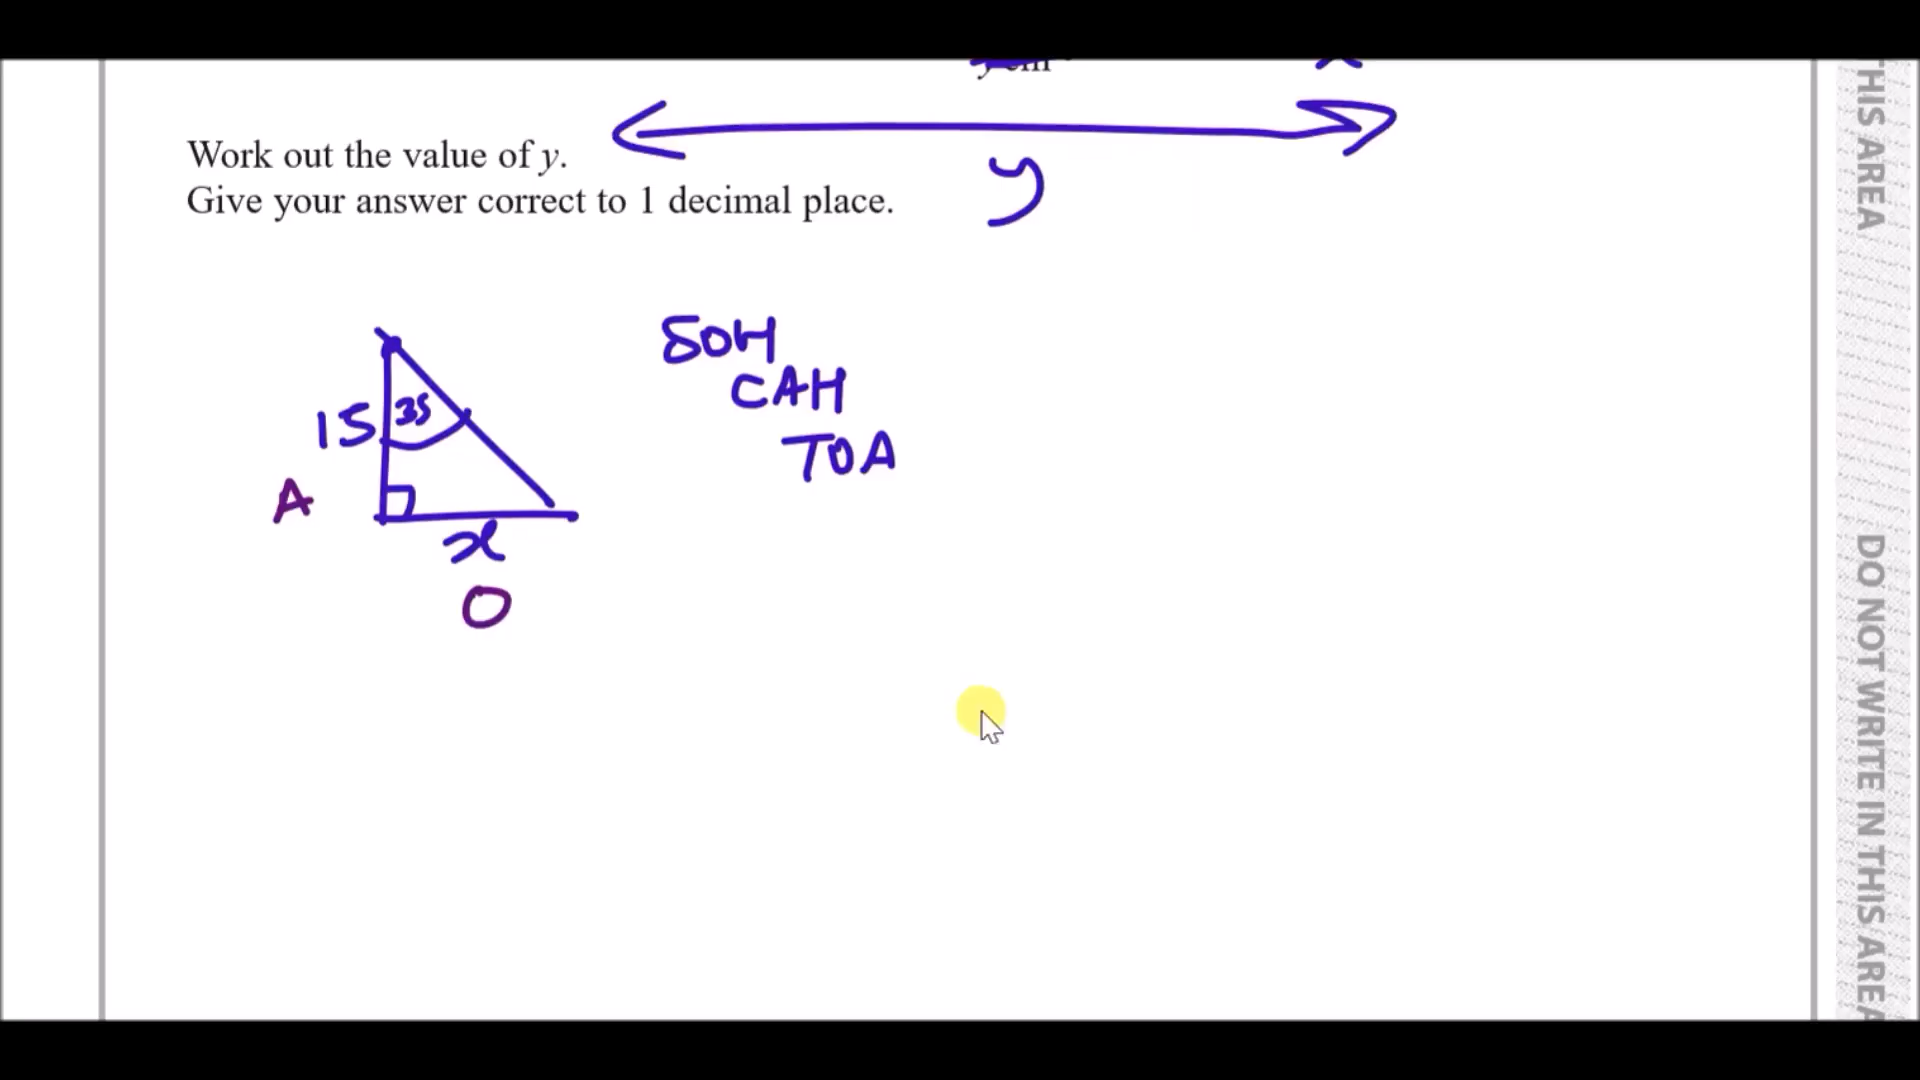 THIS AREA
Work out the value of y.
Give your answer correct to 1 decimal place.
y
SOH
CAH
TOA
15
35
A
x
O
DO NOT WRITE IN THIS AREA